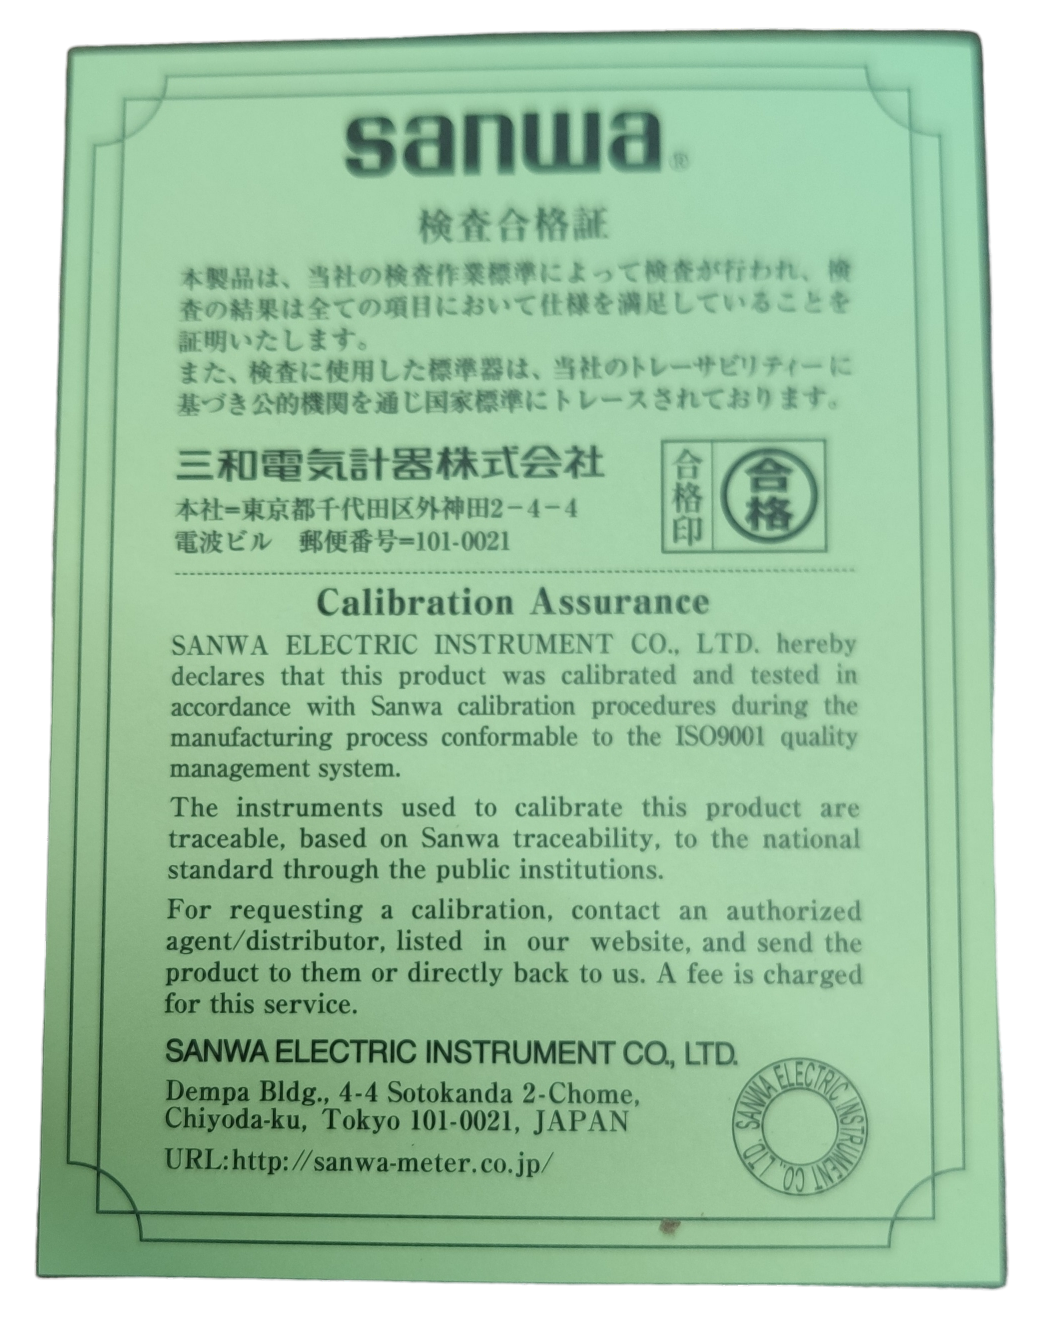 sanwa®
検査合格証
本製品は、当社の検査作業標準によって検査が行われ、検
査の結果は全ての項目において仕様を満足していることを
証明いたします。
また、検査に使用した標準器は、当社のトレーサビリティーに
基づき公的機関を通じ国家標準にトレースされております。
三和電気計器株式会社
本社=東京都千代田区外神田2-4-4
電波ビル 郵便番号=101-0021
合格印
合格
Calibration Assurance
SANWA ELECTRIC INSTRUMENT CO., LTD. hereby
declares that this product was calibrated and tested in
accordance with Sanwa calibration procedures during the
manufacturing process conformable to the ISO9001 quality
management system.
The instruments used to calibrate this product are
traceable, based on Sanwa traceability, to the national
standard through the public institutions.
For requesting a calibration, contact an authorized
agent/distributor, listed in our website, and send the
product to them or directly back to us. A fee is charged
for this service.
SANWA ELECTRIC INSTRUMENT CO., LTD.
Dempa Bldg., 4-4 Sotokanda 2-Chome,
Chiyoda-ku, Tokyo 101-0021, JAPAN
URL:http://sanwa-meter.co.jp/
SANWA ELECTRIC INSTRUMENT CO., LTD.